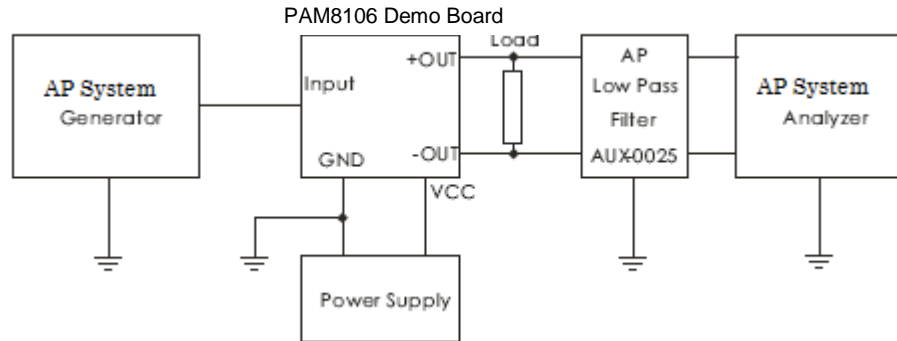 PAM8106 Demo Board
AP System
Generator
Input
GND
+OUT
-OUT
VCC
Load
AP
Low Pass
Filter
AUX-0025
AP System
Analyzer
Power Supply